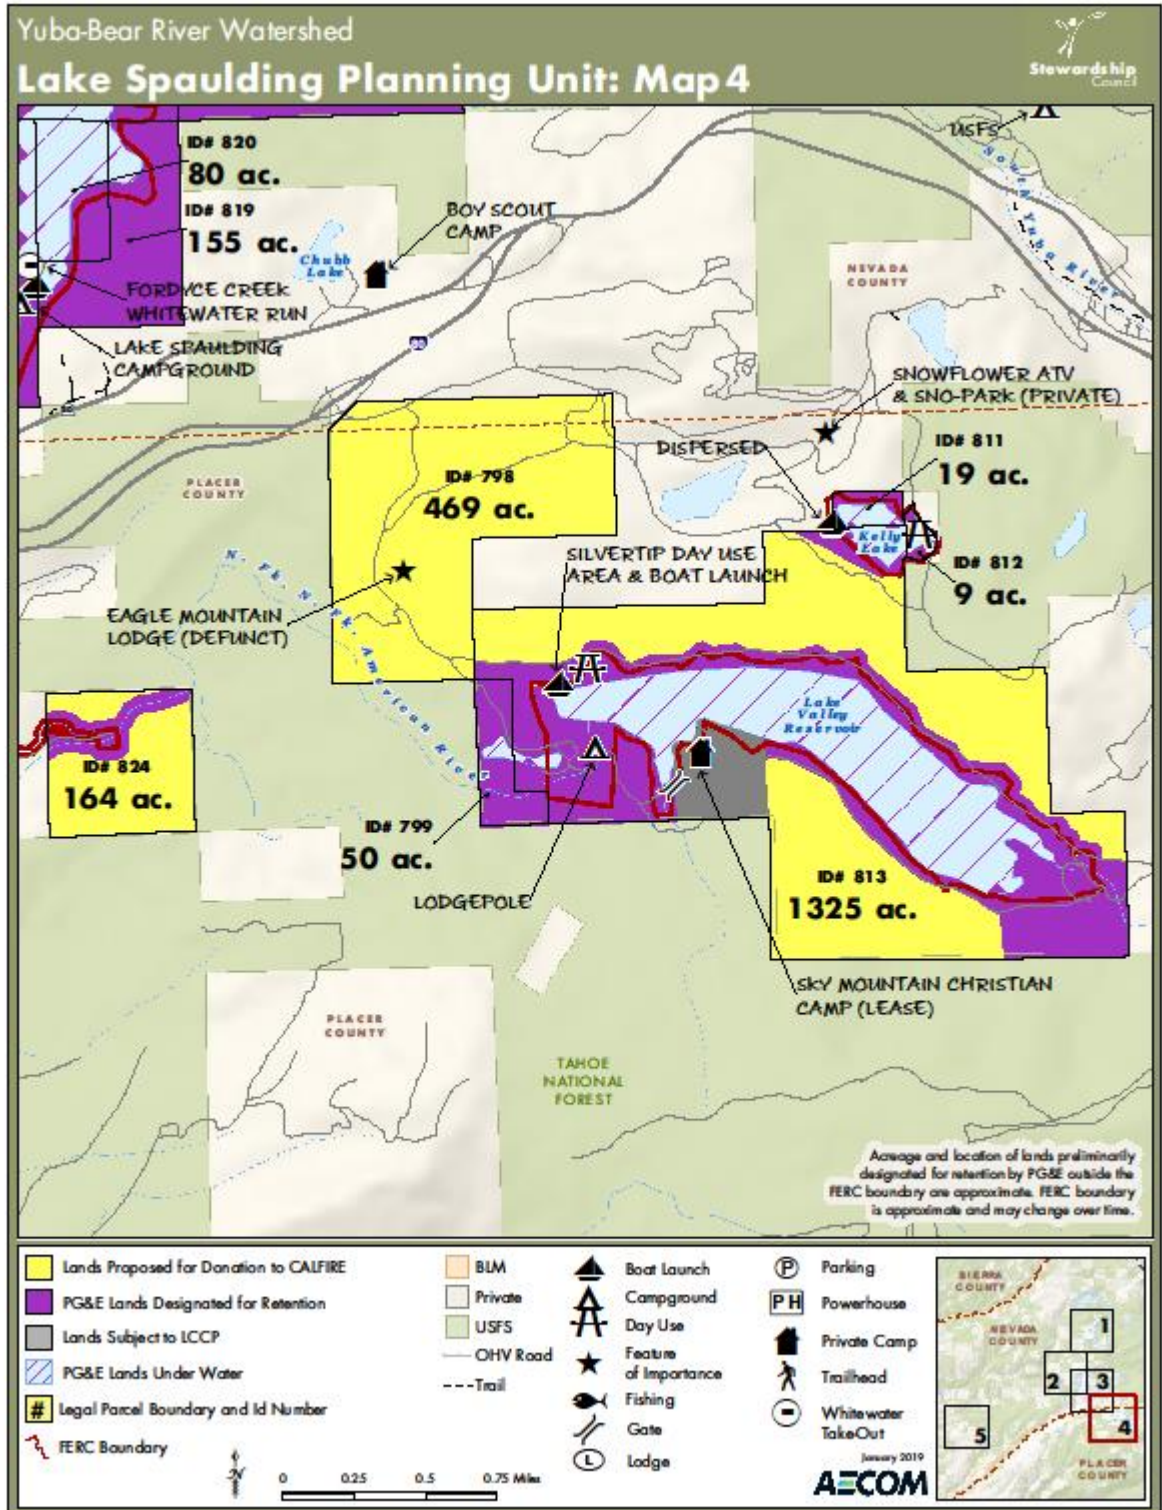 Yuba-Bear River Watershed
Lake Spaulding Planning Unit: Map 4
Stewardship
Council
USFS
South Yuba River
ID# 820
80 ac.
ID# 819
155 ac.
BOY SCOUT
CAMP
Chubb
Lake
NEVADA
COUNTY
FORDYCE CREEK
WHITEWATER RUN
LAKE SPAULDING
CAMPGROUND
80
SNOWFLOWER ATV
& SNO-PARK (PRIVATE)
DISPERSED
ID# 811
19 ac.
PLACER
COUNTY
ID# 798
469 ac.
Kelly
Lake
SILVERTIP DAY USE
AREA & BOAT LAUNCH
ID# 812
9 ac.
N. Fk. N. Fk. American River
EAGLE MOUNTAIN
LODGE (DEFUNCT)
Lake
Valley
Reservoir
ID# 824
164 ac.
ID# 799
50 ac.
LODGEPOLE
ID# 813
1325 ac.
SKY MOUNTAIN CHRISTIAN
CAMP (LEASE)
PLACER
COUNTY
TAHOE
NATIONAL
FOREST
Acreage and location of lands preliminarily
designated for retention by PG&E outside the
FERC boundary are approximate. FERC boundary
is approximate and may change over time.
Lands Proposed for Donation to CALFIRE
PG&E Lands Designated for Retention
Lands Subject to LCCP
PG&E Lands Under Water
# Legal Parcel Boundary and Id Number
FERC Boundary
N
0 0.25 0.5 0.75 Miles
BLM
Private
USFS
OHV Road
Trail
Boat Launch
Campground
Day Use
Feature
of Importance
Fishing
Gate
L Lodge
P Parking
PH Powerhouse
Private Camp
Trailhead
Whitewater
TakeOut
January 2019
AECOM
SIERRA
COUNTY
NEVADA
COUNTY
1
2
3
4
5
PLACER
COUNTY